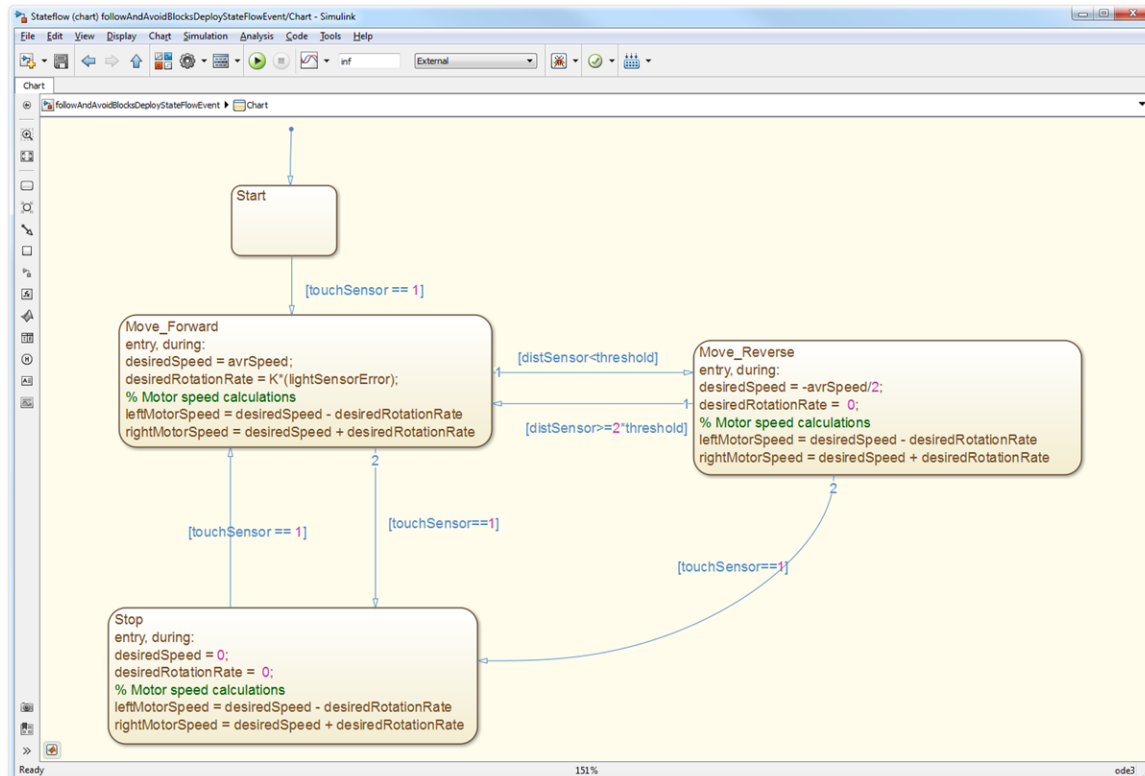 Stateflow (chart) followAndAvoidBlocksDeployStateFlowEvent/Chart - Simulink
File Edit View Display Chart Simulation Analysis Code Tools Help
inf External
Chart
followAndAvoidBlocksDeployStateFlowEvent Chart
Start
[touchSensor == 1]
Move_Forward
entry, during:
desiredSpeed = avrSpeed;
desiredRotationRate = K*(lightSensorError);
% Motor speed calculations
leftMotorSpeed = desiredSpeed - desiredRotationRate
rightMotorSpeed = desiredSpeed + desiredRotationRate
[distSensor<threshold]
1
1
[distSensor>=2*threshold]
Move_Reverse
entry, during:
desiredSpeed = -avrSpeed/2;
desiredRotationRate = 0;
% Motor speed calculations
leftMotorSpeed = desiredSpeed - desiredRotationRate
rightMotorSpeed = desiredSpeed + desiredRotationRate
2
2
[touchSensor == 1]
[touchSensor==1]
[touchSensor==1]
Stop
entry, during:
desiredSpeed = 0;
desiredRotationRate = 0;
% Motor speed calculations
leftMotorSpeed = desiredSpeed - desiredRotationRate
rightMotorSpeed = desiredSpeed + desiredRotationRate
Ready 151% ode3